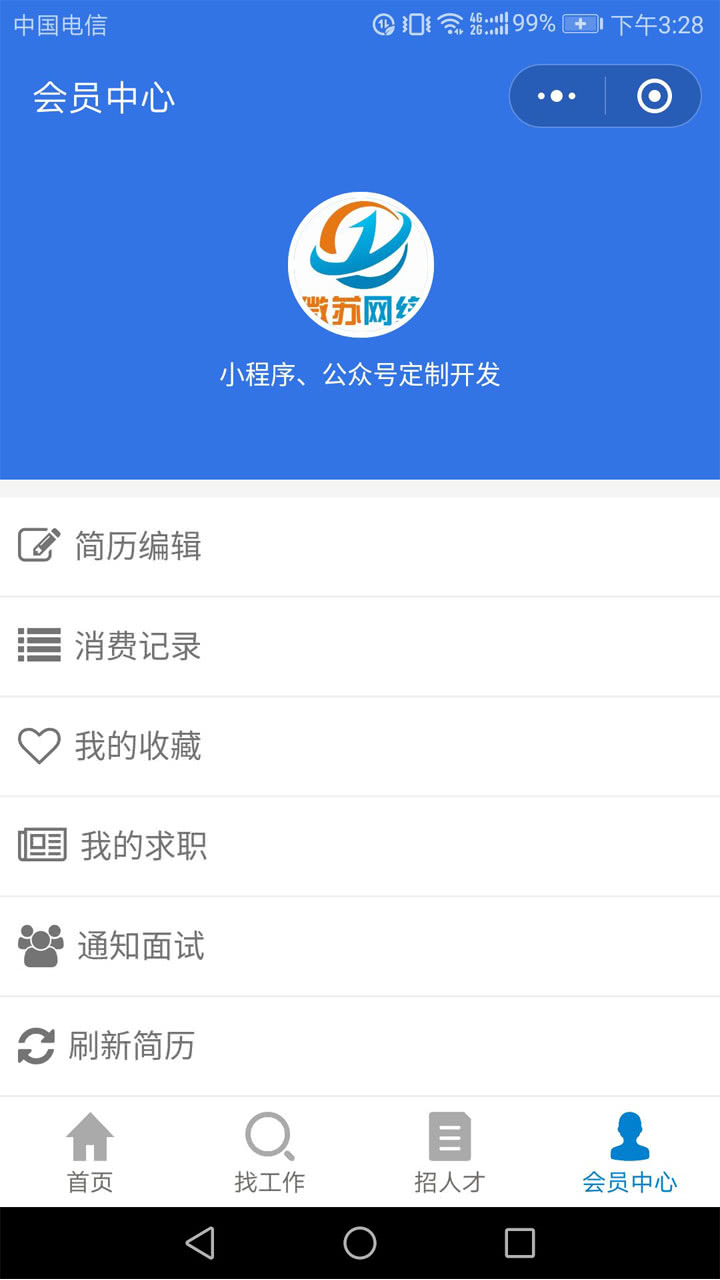 中国电信 4G 2G 99% 下午3:28
会员中心
微苏网络
小程序、公众号定制开发
简历编辑
消费记录
我的收藏
我的求职
通知面试
刷新简历
首页 找工作 招人才 会员中心